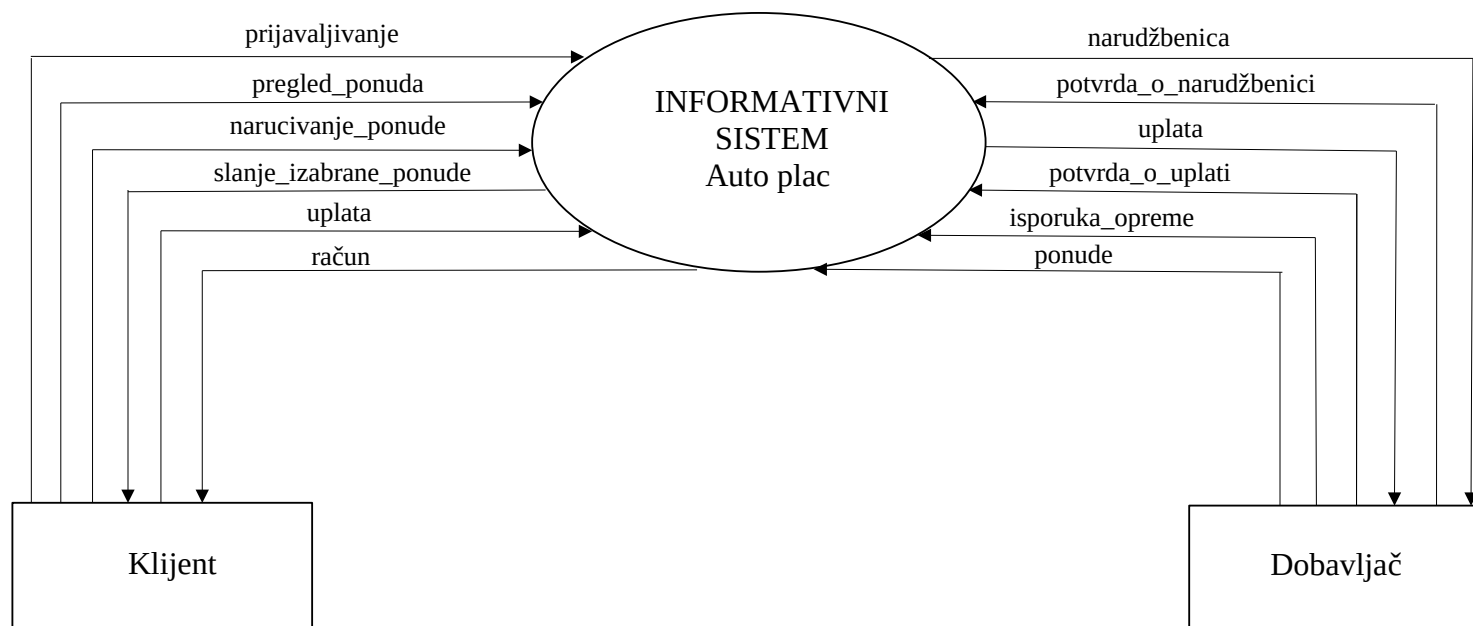 prijavaljivanje
pregled_ponuda
narucivanje_ponude
slanje_izabrane_ponude
uplata
račun
INFORMATIVNI
SISTEM
Auto plac
narudžbenica
potvrda_o_narudžbenici
uplata
potvrda_o_uplati
isporuka_opreme
ponude
Klijent
Dobavljač